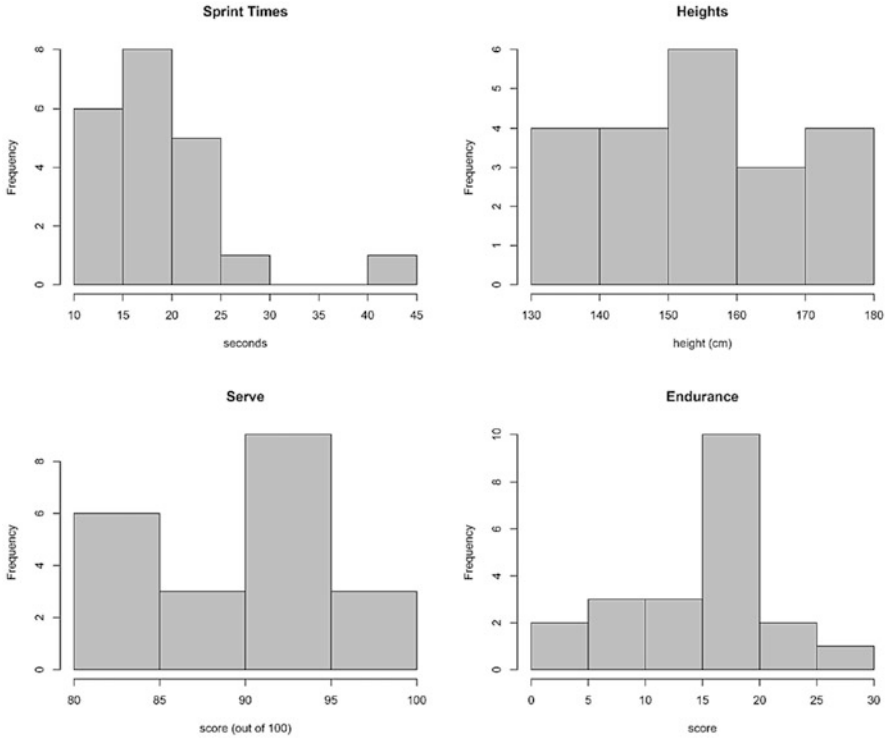 Sprint Times
Frequency
0 2 4 6 8
10 15 20 25 30 35 40 45
seconds
Heights
Frequency
0 1 2 3 4 5 6
130 140 150 160 170 180
height (cm)
Serve
Frequency
0 2 4 6 8
80 85 90 95 100
score (out of 100)
Endurance
Frequency
0 2 4 6 8 10
0 5 10 15 20 25 30
score